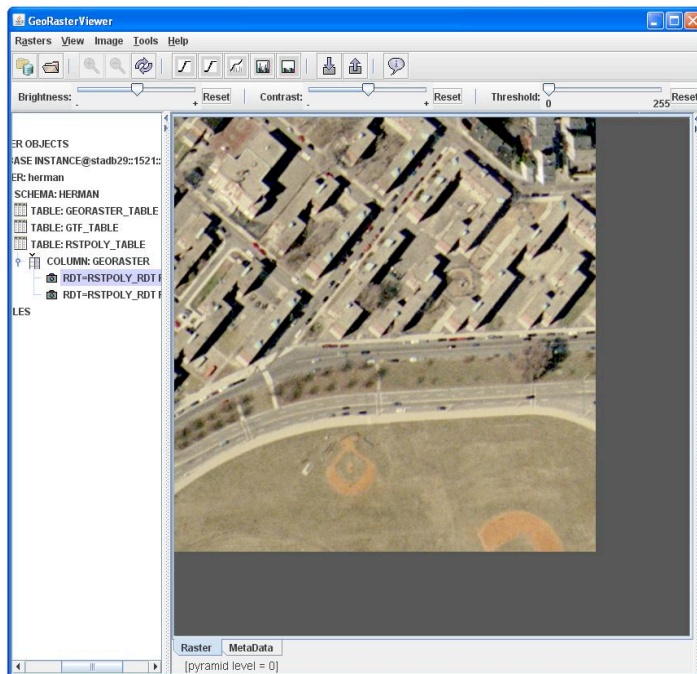 GeoRasterViewer
Rasters View Image Tools Help
Brightness: - + Reset Contrast: - + Reset Threshold: 0 255 Reset
ER OBJECTS
BASE INSTANCE@stadb29::1521::
ER: herman
SCHEMA: HERMAN
TABLE: GEORASTER_TABLE
TABLE: GTF_TABLE
TABLE: RSTPOLY_TABLE
COLUMN: GEORASTER
RDT=RSTPOLY_RDT F
RDT=RSTPOLY_RDT F
LES
Raster MetaData
[pyramid level = 0]